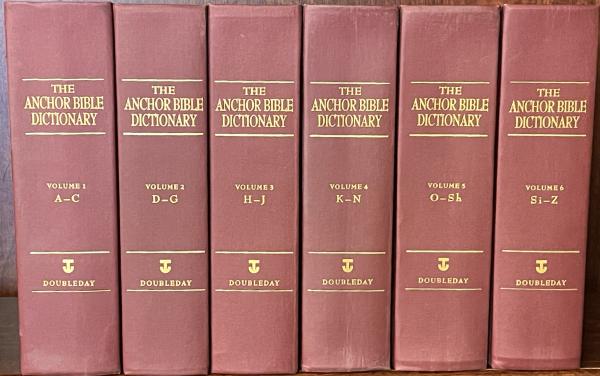 THE
ANCHOR BIBLE
DICTIONARY
VOLUME 1
A–C
DOUBLEDAY
THE
ANCHOR BIBLE
DICTIONARY
VOLUME 2
D–G
DOUBLEDAY
THE
ANCHOR BIBLE
DICTIONARY
VOLUME 3
H–J
DOUBLEDAY
THE
ANCHOR BIBLE
DICTIONARY
VOLUME 4
K–N
DOUBLEDAY
THE
ANCHOR BIBLE
DICTIONARY
VOLUME 5
O–Sh
DOUBLEDAY
THE
ANCHOR BIBLE
DICTIONARY
VOLUME 6
Si–Z
DOUBLEDAY